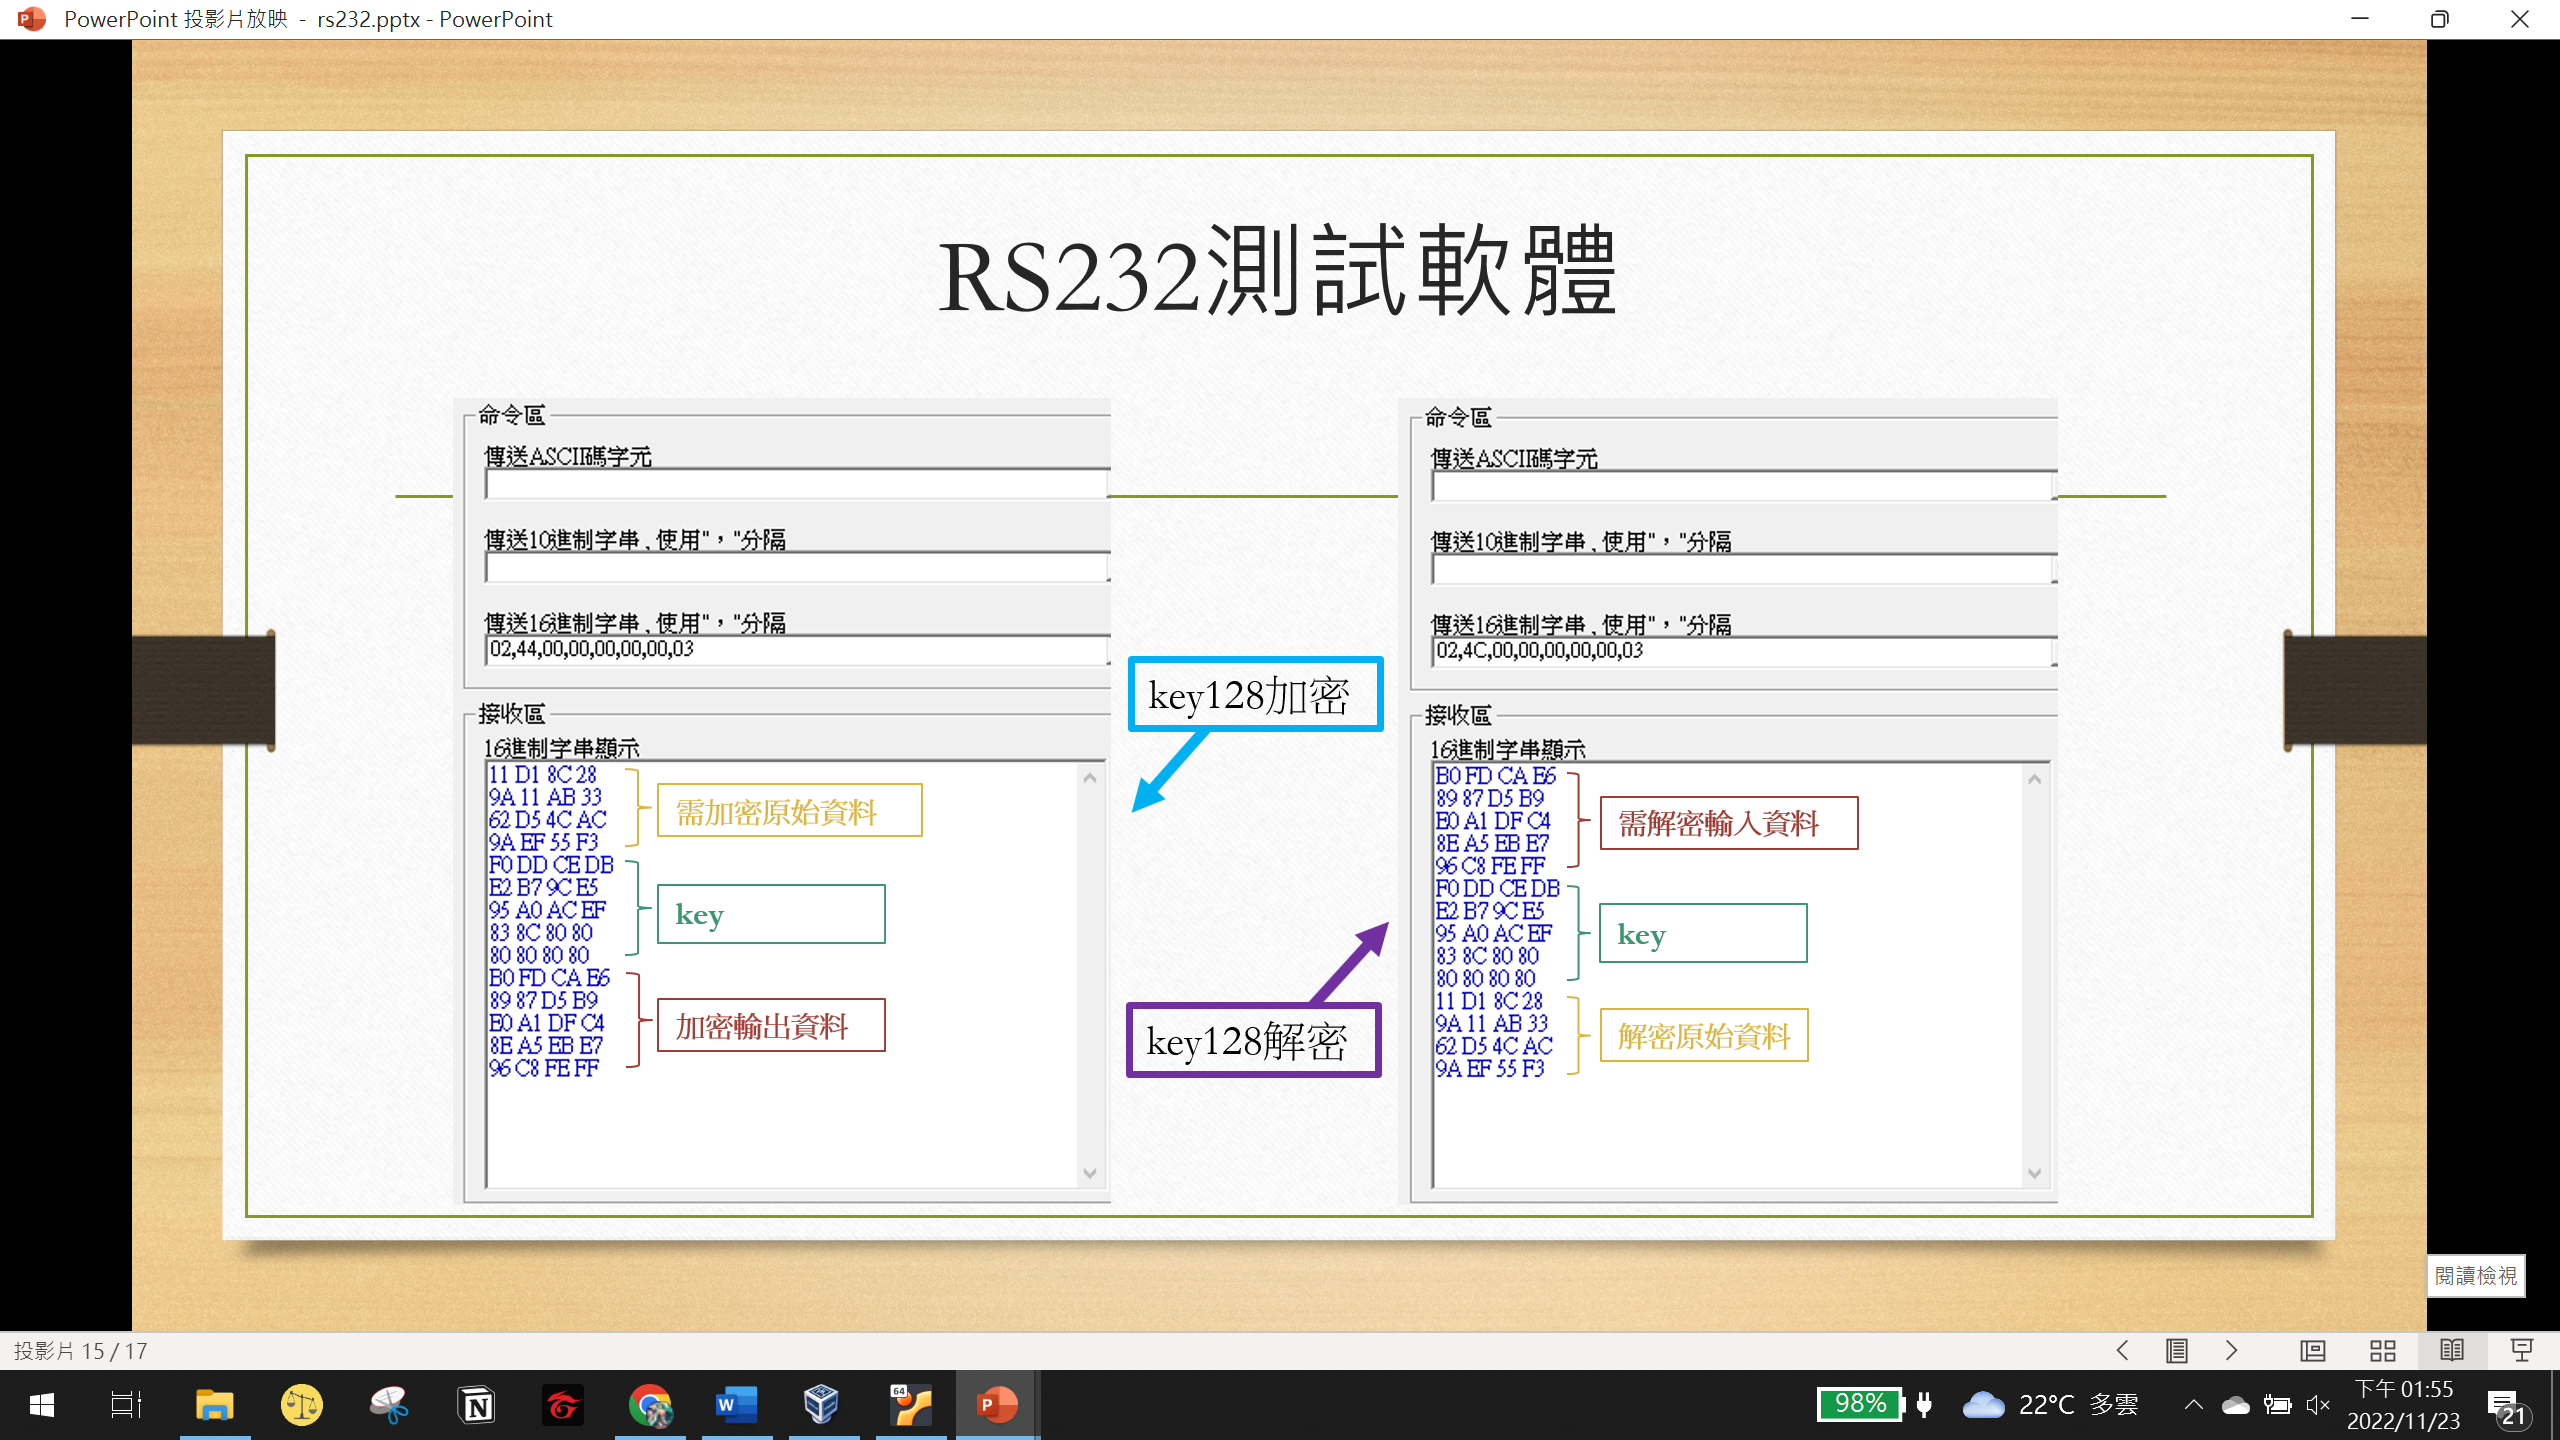 PowerPoint 投影片放映 - rs232.pptx - PowerPoint
RS232測試軟體
命令區
傳送ASCII碼字元
傳送10進制字串 , 使用"，"分隔
傳送16進制字串 , 使用"，"分隔
02,44,00,00,00,00,00,03
接收區
16進制字串顯示
11 D1 8C 28
9A 11 AB 33
62 D5 4C AC
9A EF 55 F3
F0 DD CE DB
E2 B7 9C E5
95 A0 AC EF
83 8C 80 80
80 80 80 80
B0 FD CA E6
89 87 D5 B9
E0 A1 DF C4
8E A5 EB E7
96 C8 FE FF
需加密原始資料
key
加密輸出資料
key128加密
key128解密
命令區
傳送ASCII碼字元
傳送10進制字串 , 使用"，"分隔
傳送16進制字串 , 使用"，"分隔
02,4C,00,00,00,00,00,03
接收區
16進制字串顯示
B0 FD CA E6
89 87 D5 B9
E0 A1 DF C4
8E A5 EB E7
96 C8 FE FF
F0 DD CE DB
E2 B7 9C E5
95 A0 AC EF
83 8C 80 80
80 80 80 80
11 D1 8C 28
9A 11 AB 33
62 D5 4C AC
9A EF 55 F3
需解密輸入資料
key
解密原始資料
閱讀檢視
投影片 15 / 17
98%
22°C 多雲
下午 01:55
2022/11/23
21
64